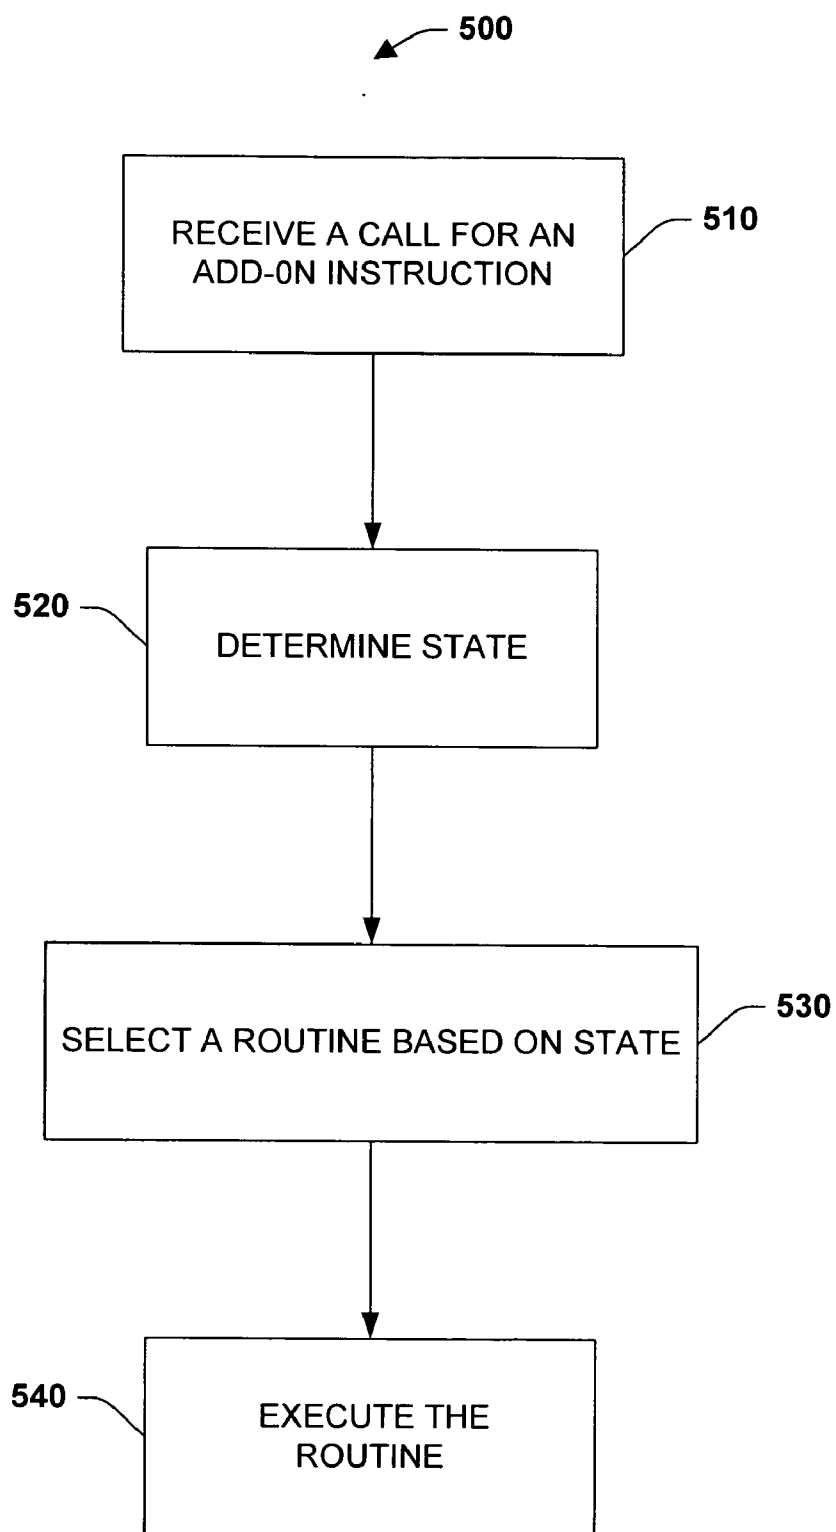 500
RECEIVE A CALL FOR AN
ADD-0N INSTRUCTION
510
520
DETERMINE STATE
530
SELECT A ROUTINE BASED ON STATE
540
EXECUTE THE
ROUTINE